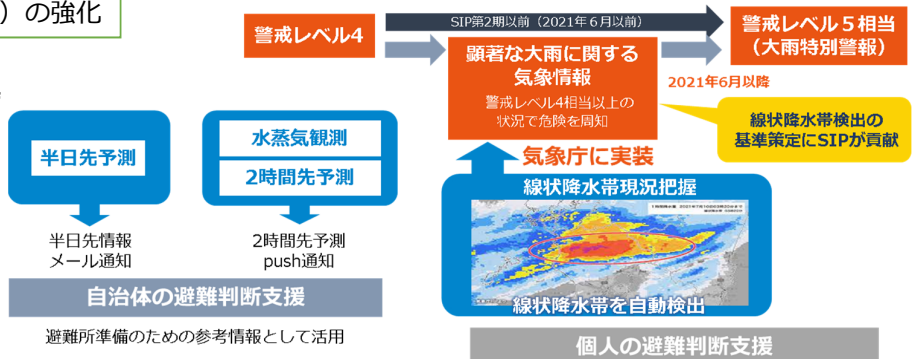 ）の強化
警戒レベル4
SIP第2期以前（2021年６月以前）
警戒レベル５相当
（大雨特別警報）
顕著な大雨に関する
気象情報
警戒レベル4相当以上の
状況で危険を周知
2021年6月以降
線状降水帯検出の
基準策定にSIPが貢献
気象庁に実装
半日先予測
水蒸気観測
2時間先予測
半日先情報
メール通知
2時間先予測
push通知
自治体の避難判断支援
避難所準備のための参考情報として活用
線状降水帯現況把握
線状降水帯を自動検出
個人の避難判断支援